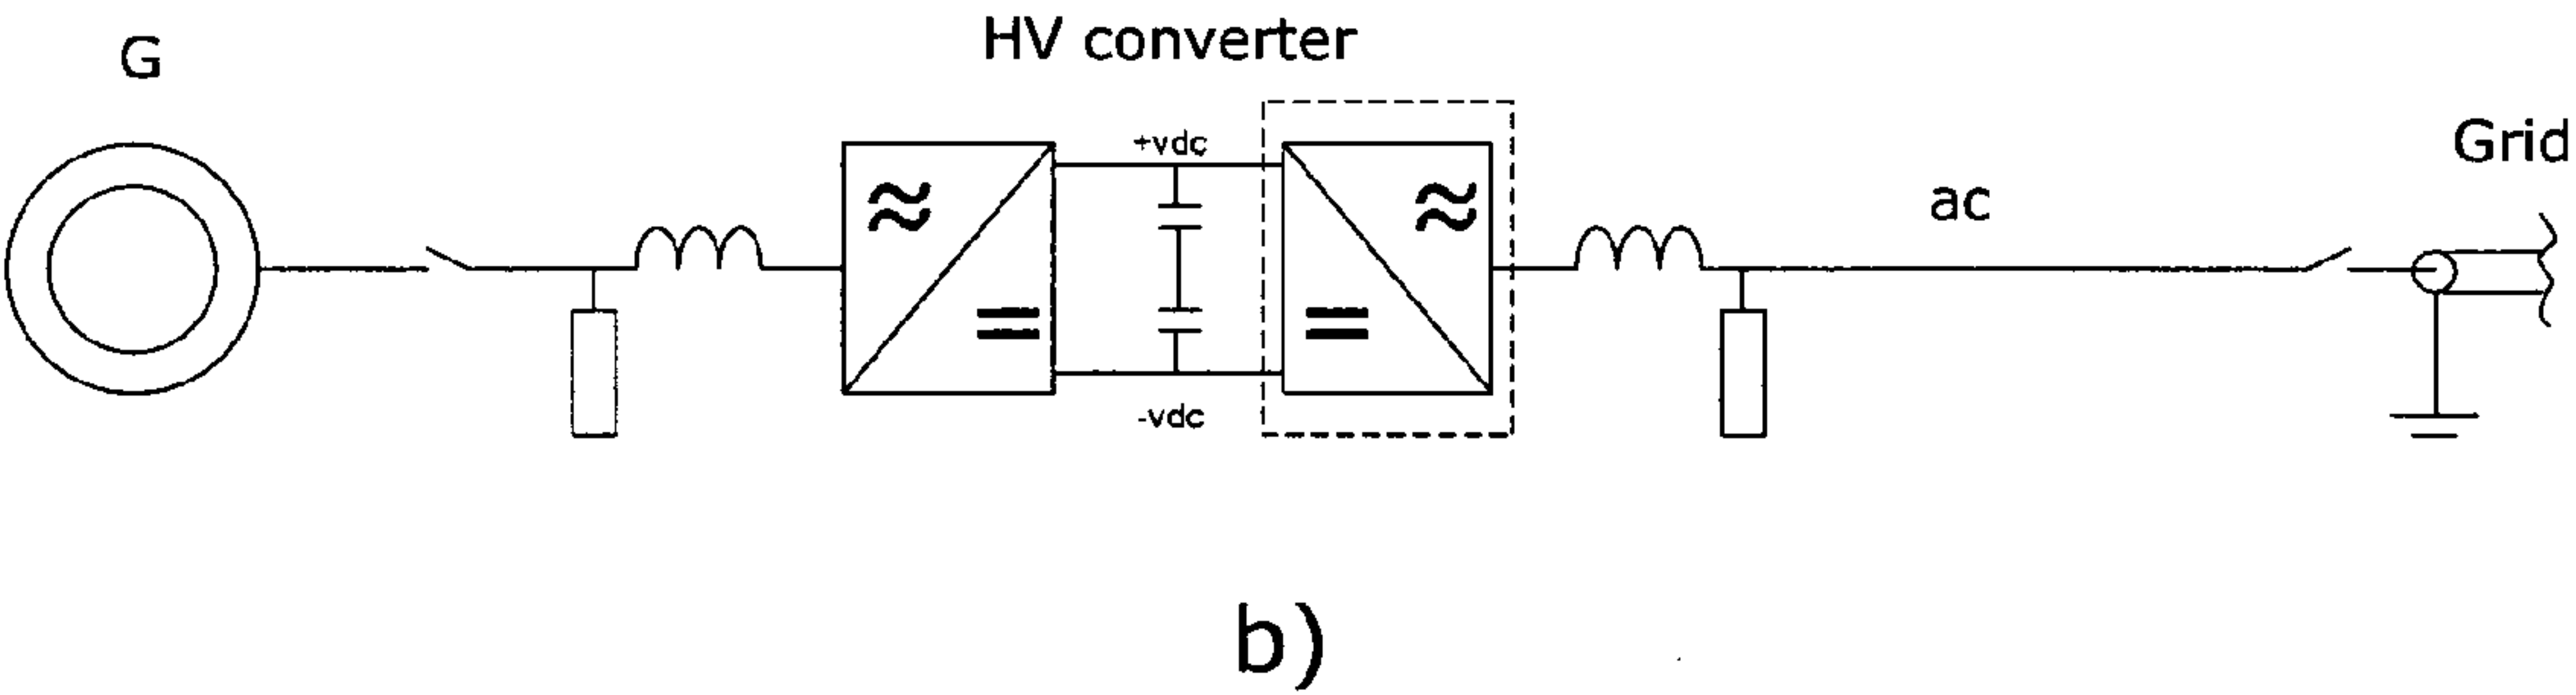 HV converter
G
+vdc
Grid
ac
-vdc
b)